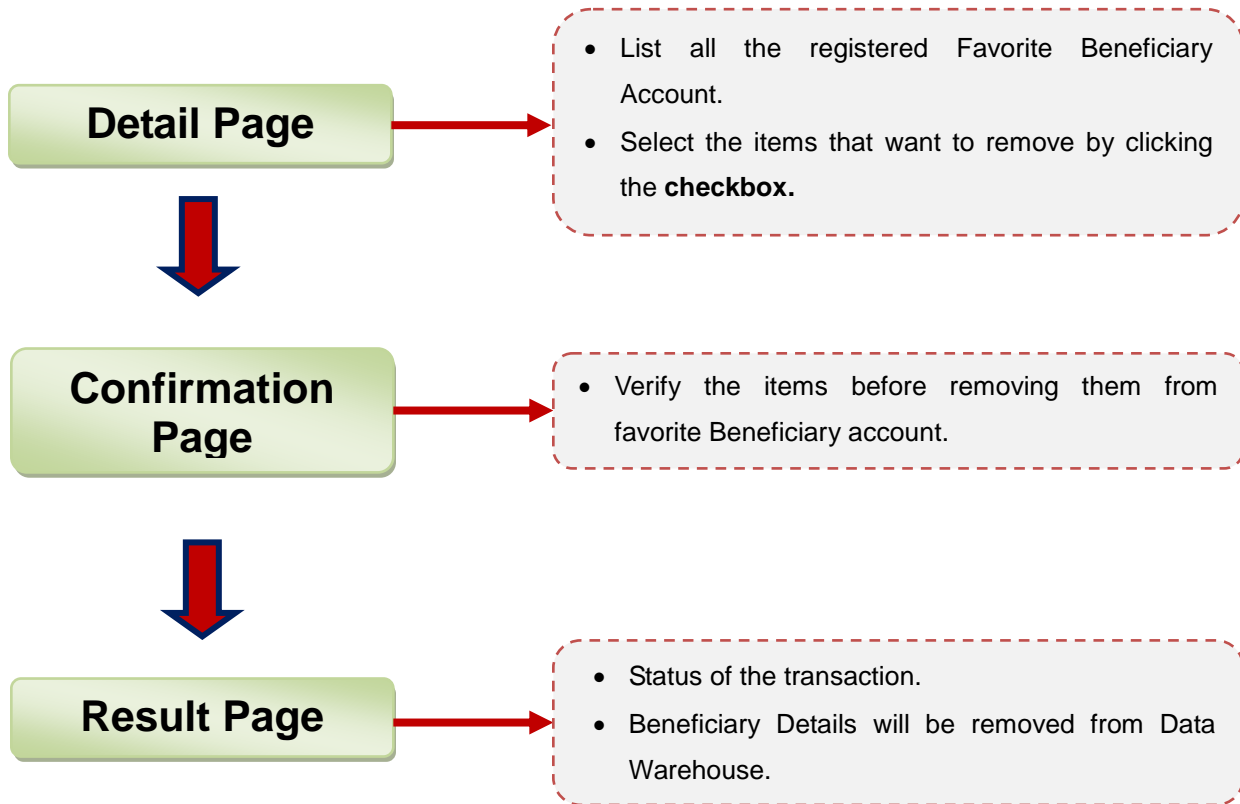 Detail Page
• List all the registered Favorite Beneficiary
Account.
• Select the items that want to remove by clicking
the checkbox.
Confirmation
Page
• Verify the items before removing them from
favorite Beneficiary account.
Result Page
• Status of the transaction.
• Beneficiary Details will be removed from Data
Warehouse.